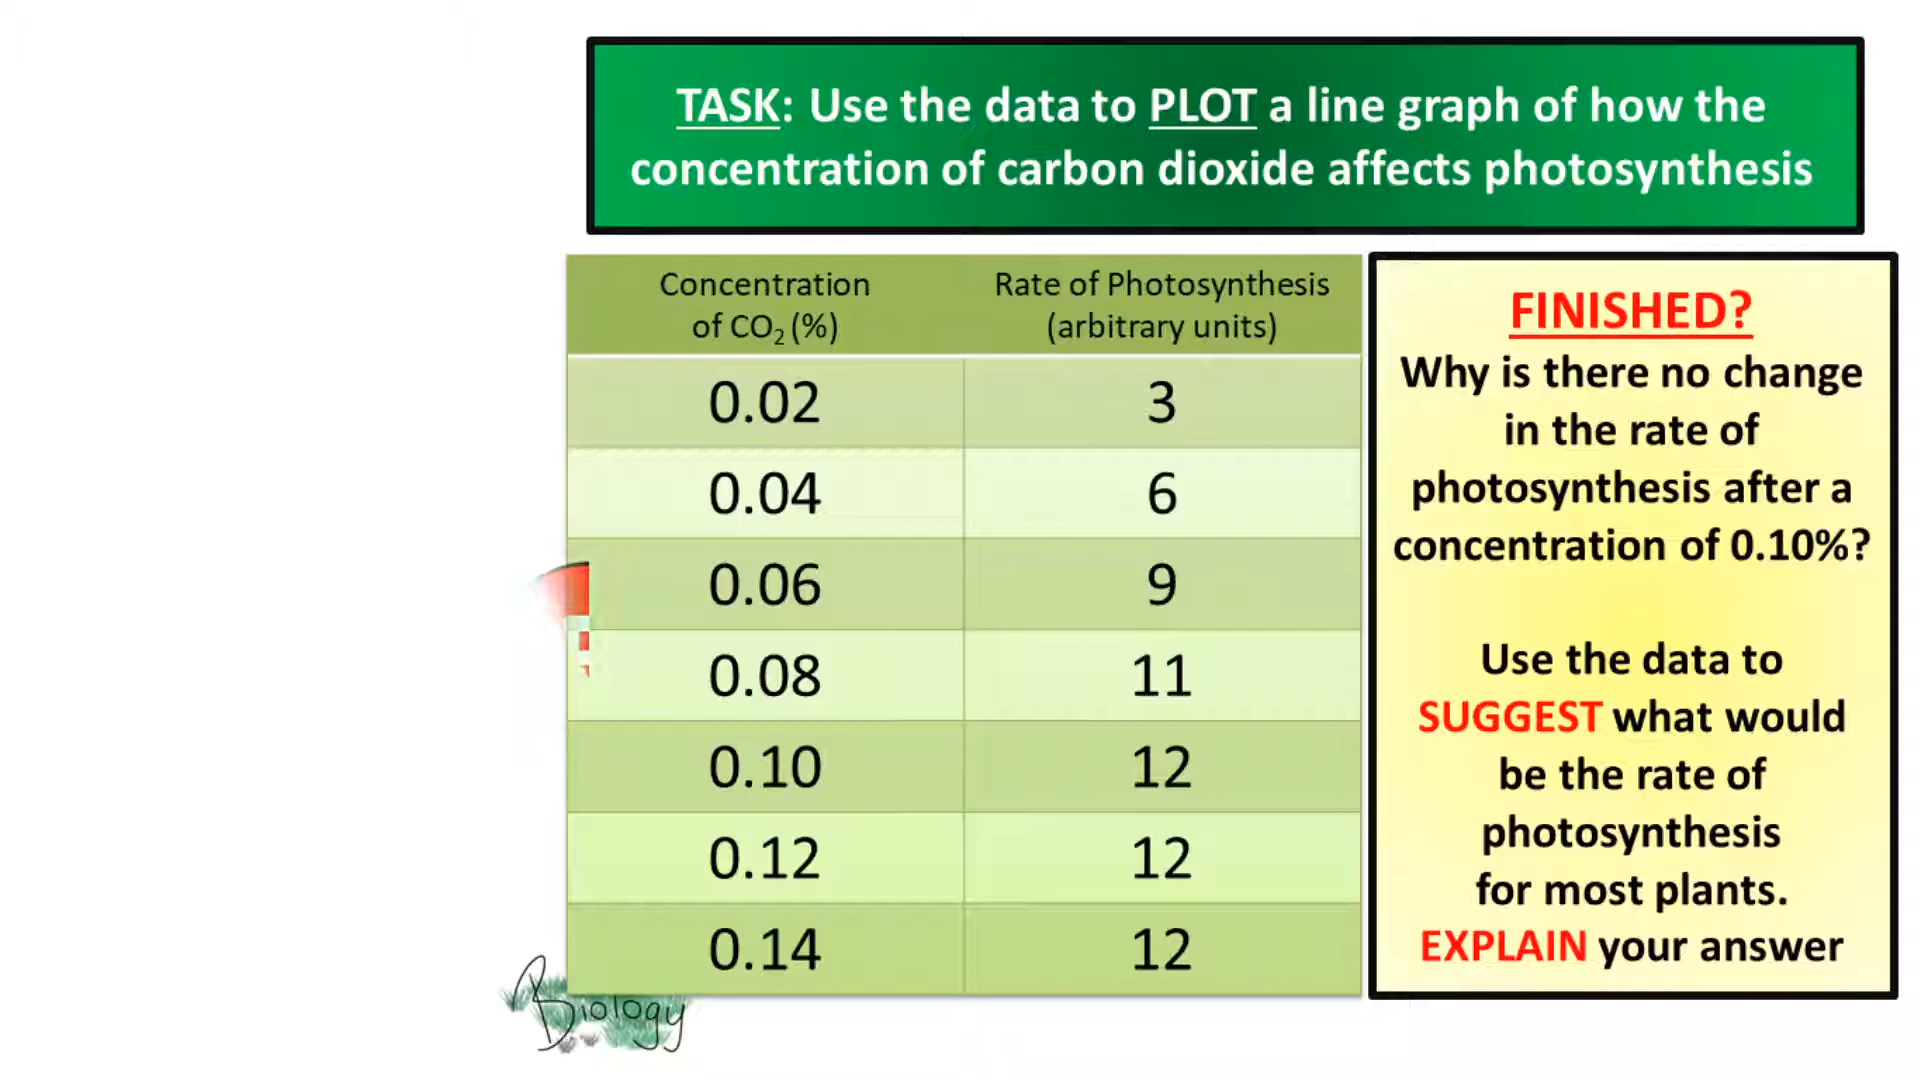 TASK: Use the data to PLOT a line graph of how the
concentration of carbon dioxide affects photosynthesis
Concentration
of CO₂ (%)
Rate of Photosynthesis
(arbitrary units)
0.02 3
0.04 6
0.06 9
0.08 11
0.10 12
0.12 12
0.14 12
FINISHED?
Why is there no change
in the rate of
photosynthesis after a
concentration of 0.10%?
Use the data to
SUGGEST what would
be the rate of
photosynthesis
for most plants.
EXPLAIN your answer
Biology